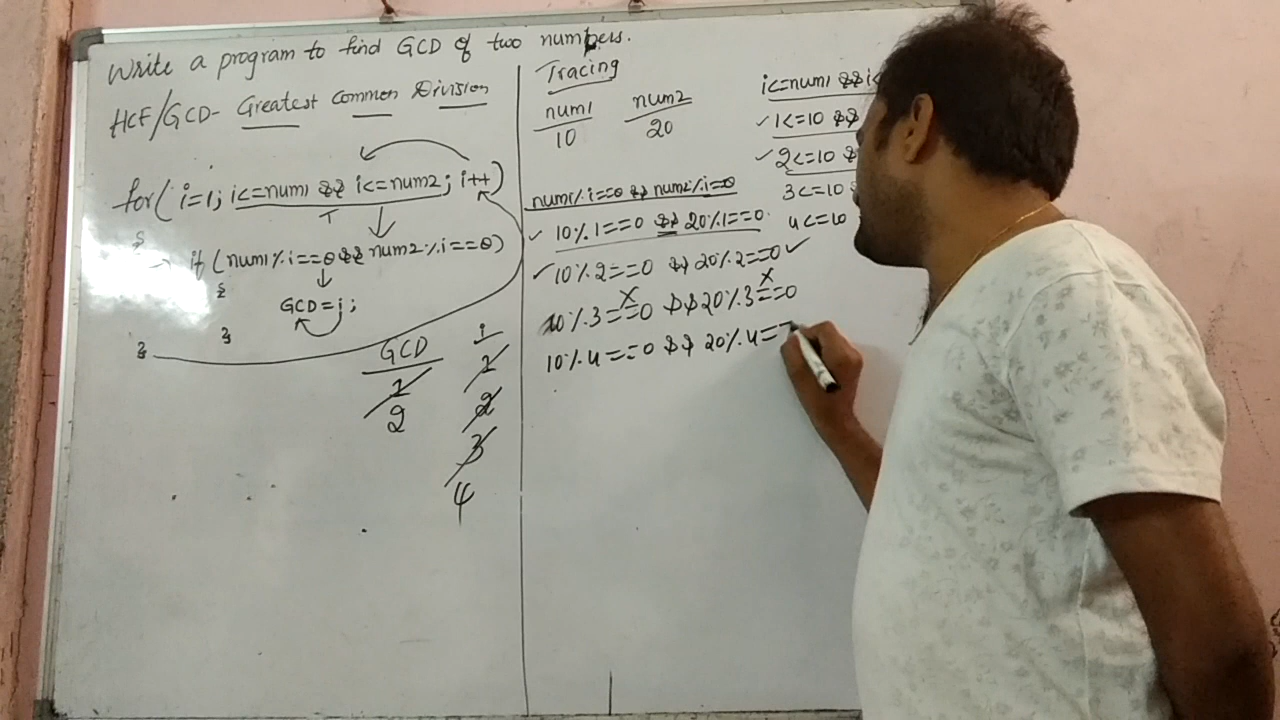 Write a program to find GCD of two numbers.
HCF/GCD- Greatest Common Division
for( i=1; i<=num1 && i<=num2; i++)
T
{
if (num1%i==0 && num2%i==0)
{
GCD=i;
}
}
GCD
1
2
i
1
2
3
4
Tracing
num1 num2
10 20
num1%i==0 && num2%i==0
✓ 10%1==0 && 20%1==0
✓ 10%2==0 && 20%2==0 ✓
10%3==0 && 20%3==0
X X
10%4==0 && 20%4=
i<=num1 && i<
✓ 1<=10 &&
✓ 2<=10
3<=10
4<=10